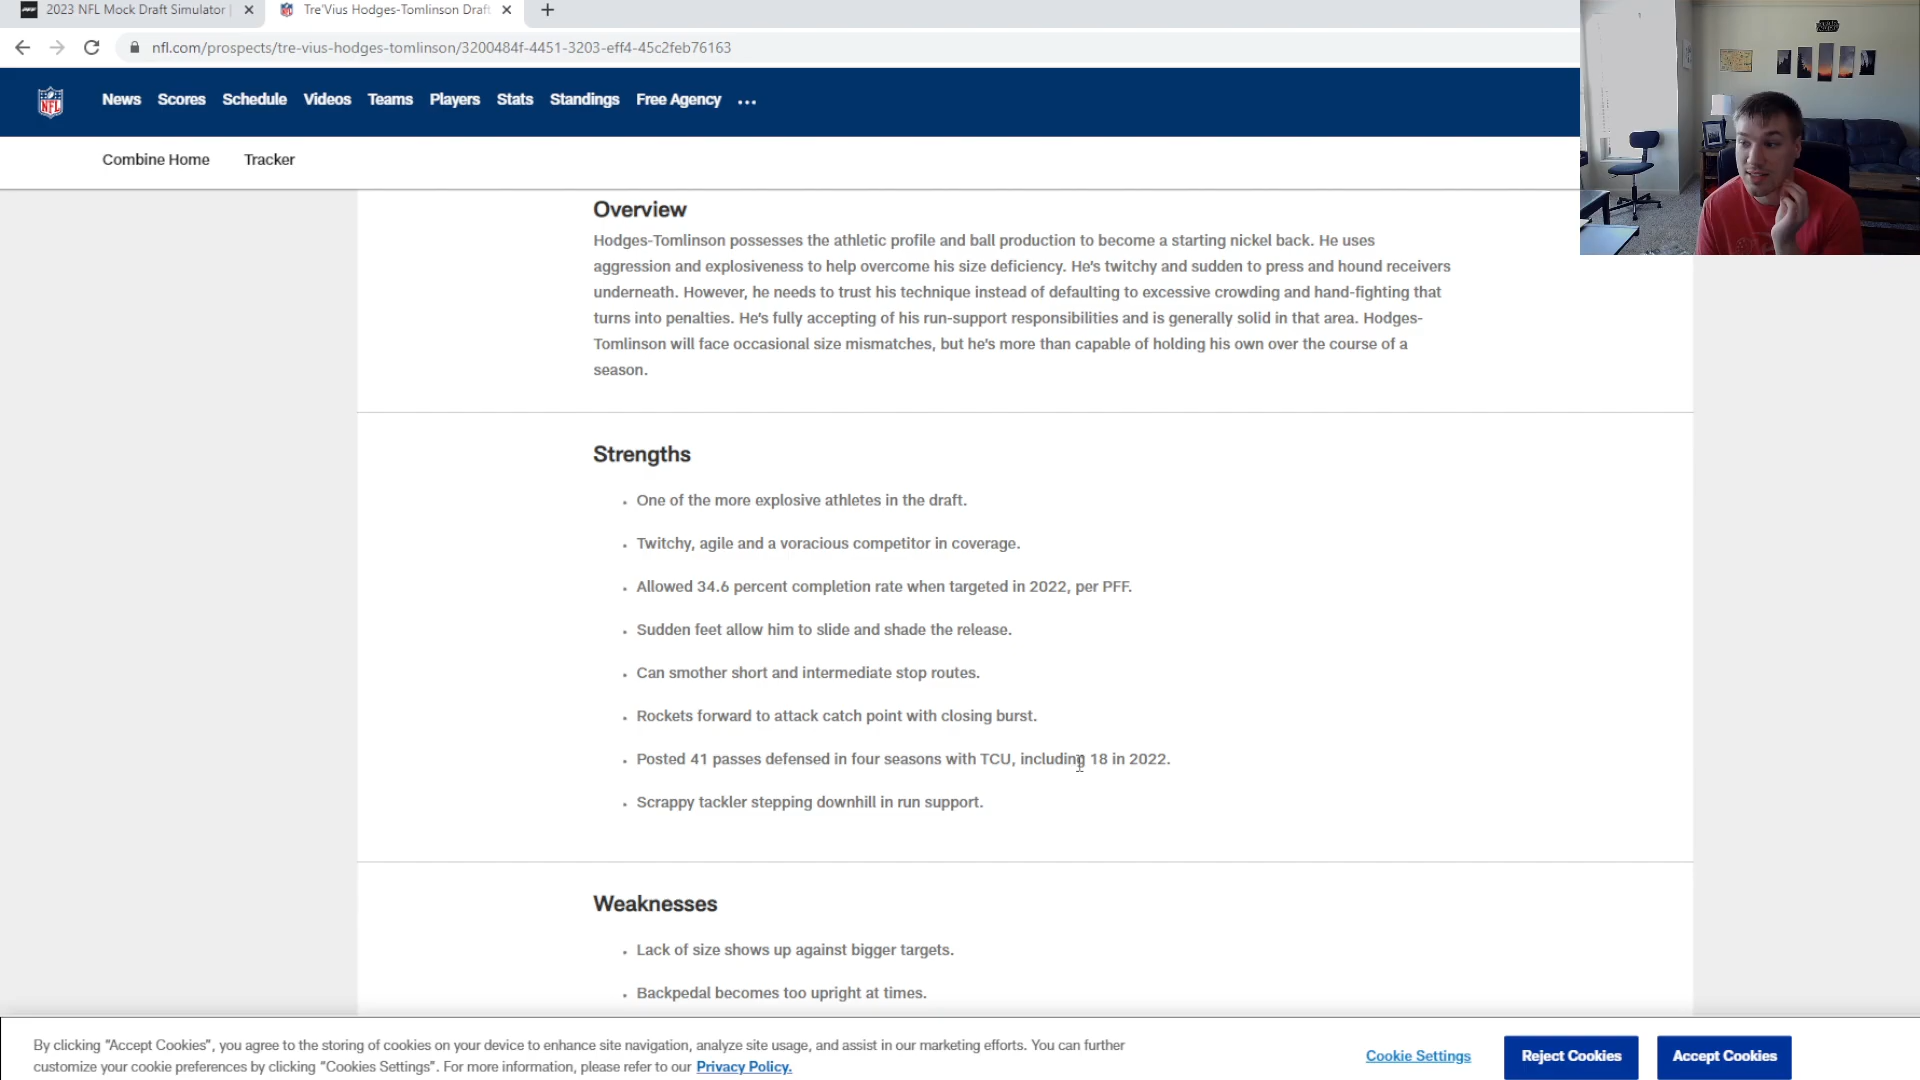 2023 NFL Mock Draft Simulator
Tre'Vius Hodges-Tomlinson Draft
nfl.com/prospects/tre-vius-hodges-tomlinson/3200484f-4451-3203-eff4-45c2feb76163
NFL
News Scores Schedule Videos Teams Players Stats Standings Free Agency ...
Combine Home Tracker
Overview
Hodges-Tomlinson possesses the athletic profile and ball production to become a starting nickel back. He uses
aggression and explosiveness to help overcome his size deficiency. He's twitchy and sudden to press and hound receivers
underneath. However, he needs to trust his technique instead of defaulting to excessive crowding and hand-fighting that
turns into penalties. He's fully accepting of his run-support responsibilities and is generally solid in that area. Hodges-
Tomlinson will face occasional size mismatches, but he's more than capable of holding his own over the course of a
season.
Strengths
• One of the more explosive athletes in the draft.
• Twitchy, agile and a voracious competitor in coverage.
• Allowed 34.6 percent completion rate when targeted in 2022, per PFF.
• Sudden feet allow him to slide and shade the release.
• Can smother short and intermediate stop routes.
• Rockets forward to attack catch point with closing burst.
• Posted 41 passes defensed in four seasons with TCU, including 18 in 2022.
• Scrappy tackler stepping downhill in run support.
Weaknesses
• Lack of size shows up against bigger targets.
• Backpedal becomes too upright at times.
By clicking "Accept Cookies", you agree to the storing of cookies on your device to enhance site navigation, analyze site usage, and assist in our marketing efforts. You can further
customize your cookie preferences by clicking "Cookies Settings". For more information, please refer to our Privacy Policy.
Cookie Settings
Reject Cookies
Accept Cookies